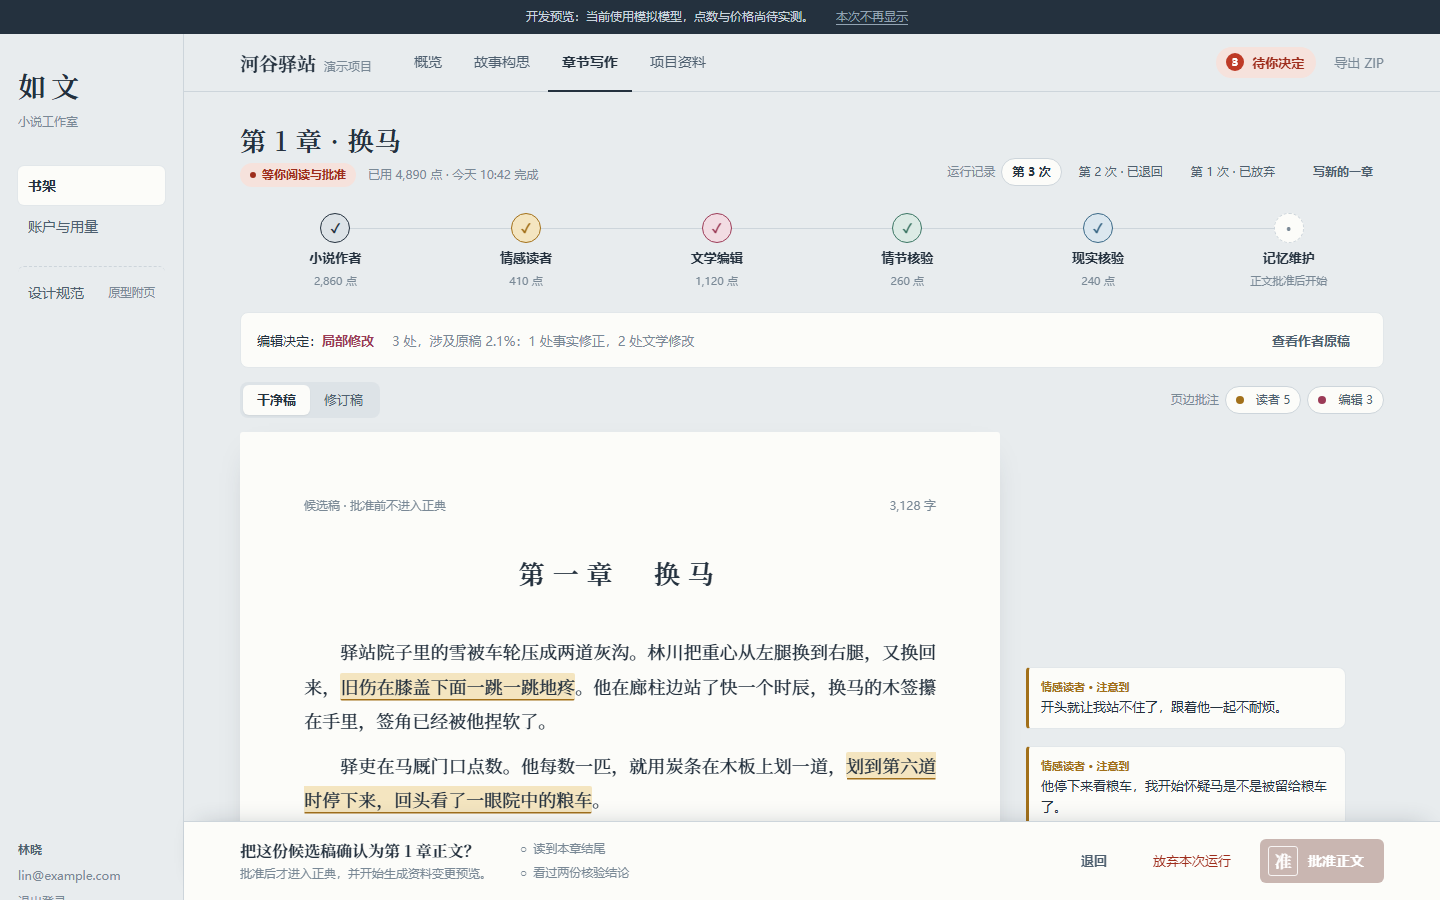 开发预览：当前使用模拟模型，点数与价格尚待实测。 本次不再显示
如文
小说工作室
书架
账户与用量
设计规范 原型附页
林晓
lin@example.com
退出登录
河谷驿站 演示项目 概览 故事构思 章节写作 项目资料 3 待你决定 导出 ZIP
第 1 章 · 换马
等你阅读与批准 已用 4,890 点 · 今天 10:42 完成
运行记录 第 3 次 第 2 次 · 已退回 第 1 次 · 已放弃 写新的一章
小说作者 情感读者 文学编辑 情节核验 现实核验 记忆维护
2,860 点 410 点 1,120 点 260 点 240 点 正文批准后开始
编辑决定：局部修改 3 处，涉及原稿 2.1%：1 处事实修正，2 处文学修改 查看作者原稿
干净稿 修订稿 页边批注 读者 5 编辑 3
候选稿 · 批准前不进入正典 3,128 字
第一章 换马
驿站院子里的雪被车轮压成两道灰沟。林川把重心从左腿换到右腿，又换回
来，旧伤在膝盖下面一跳一跳地疼。他在廊柱边站了快一个时辰，换马的木签攥
在手里，签角已经被他捏软了。
驿吏在马厩门口点数。他每数一匹，就用炭条在木板上划一道，划到第六道
时停下来，回头看了一眼院中的粮车。
情感读者 • 注意到
开头就让我站不住了，跟着他一起不耐烦。
情感读者 • 注意到
他停下来看粮车，我开始怀疑马是不是被留给粮车
了。
把这份候选稿确认为第 1 章正文？
批准后才进入正典，并开始生成资料变更预览。
读到本章结尾
看过两份核验结论
退回 放弃本次运行 准 批准正文